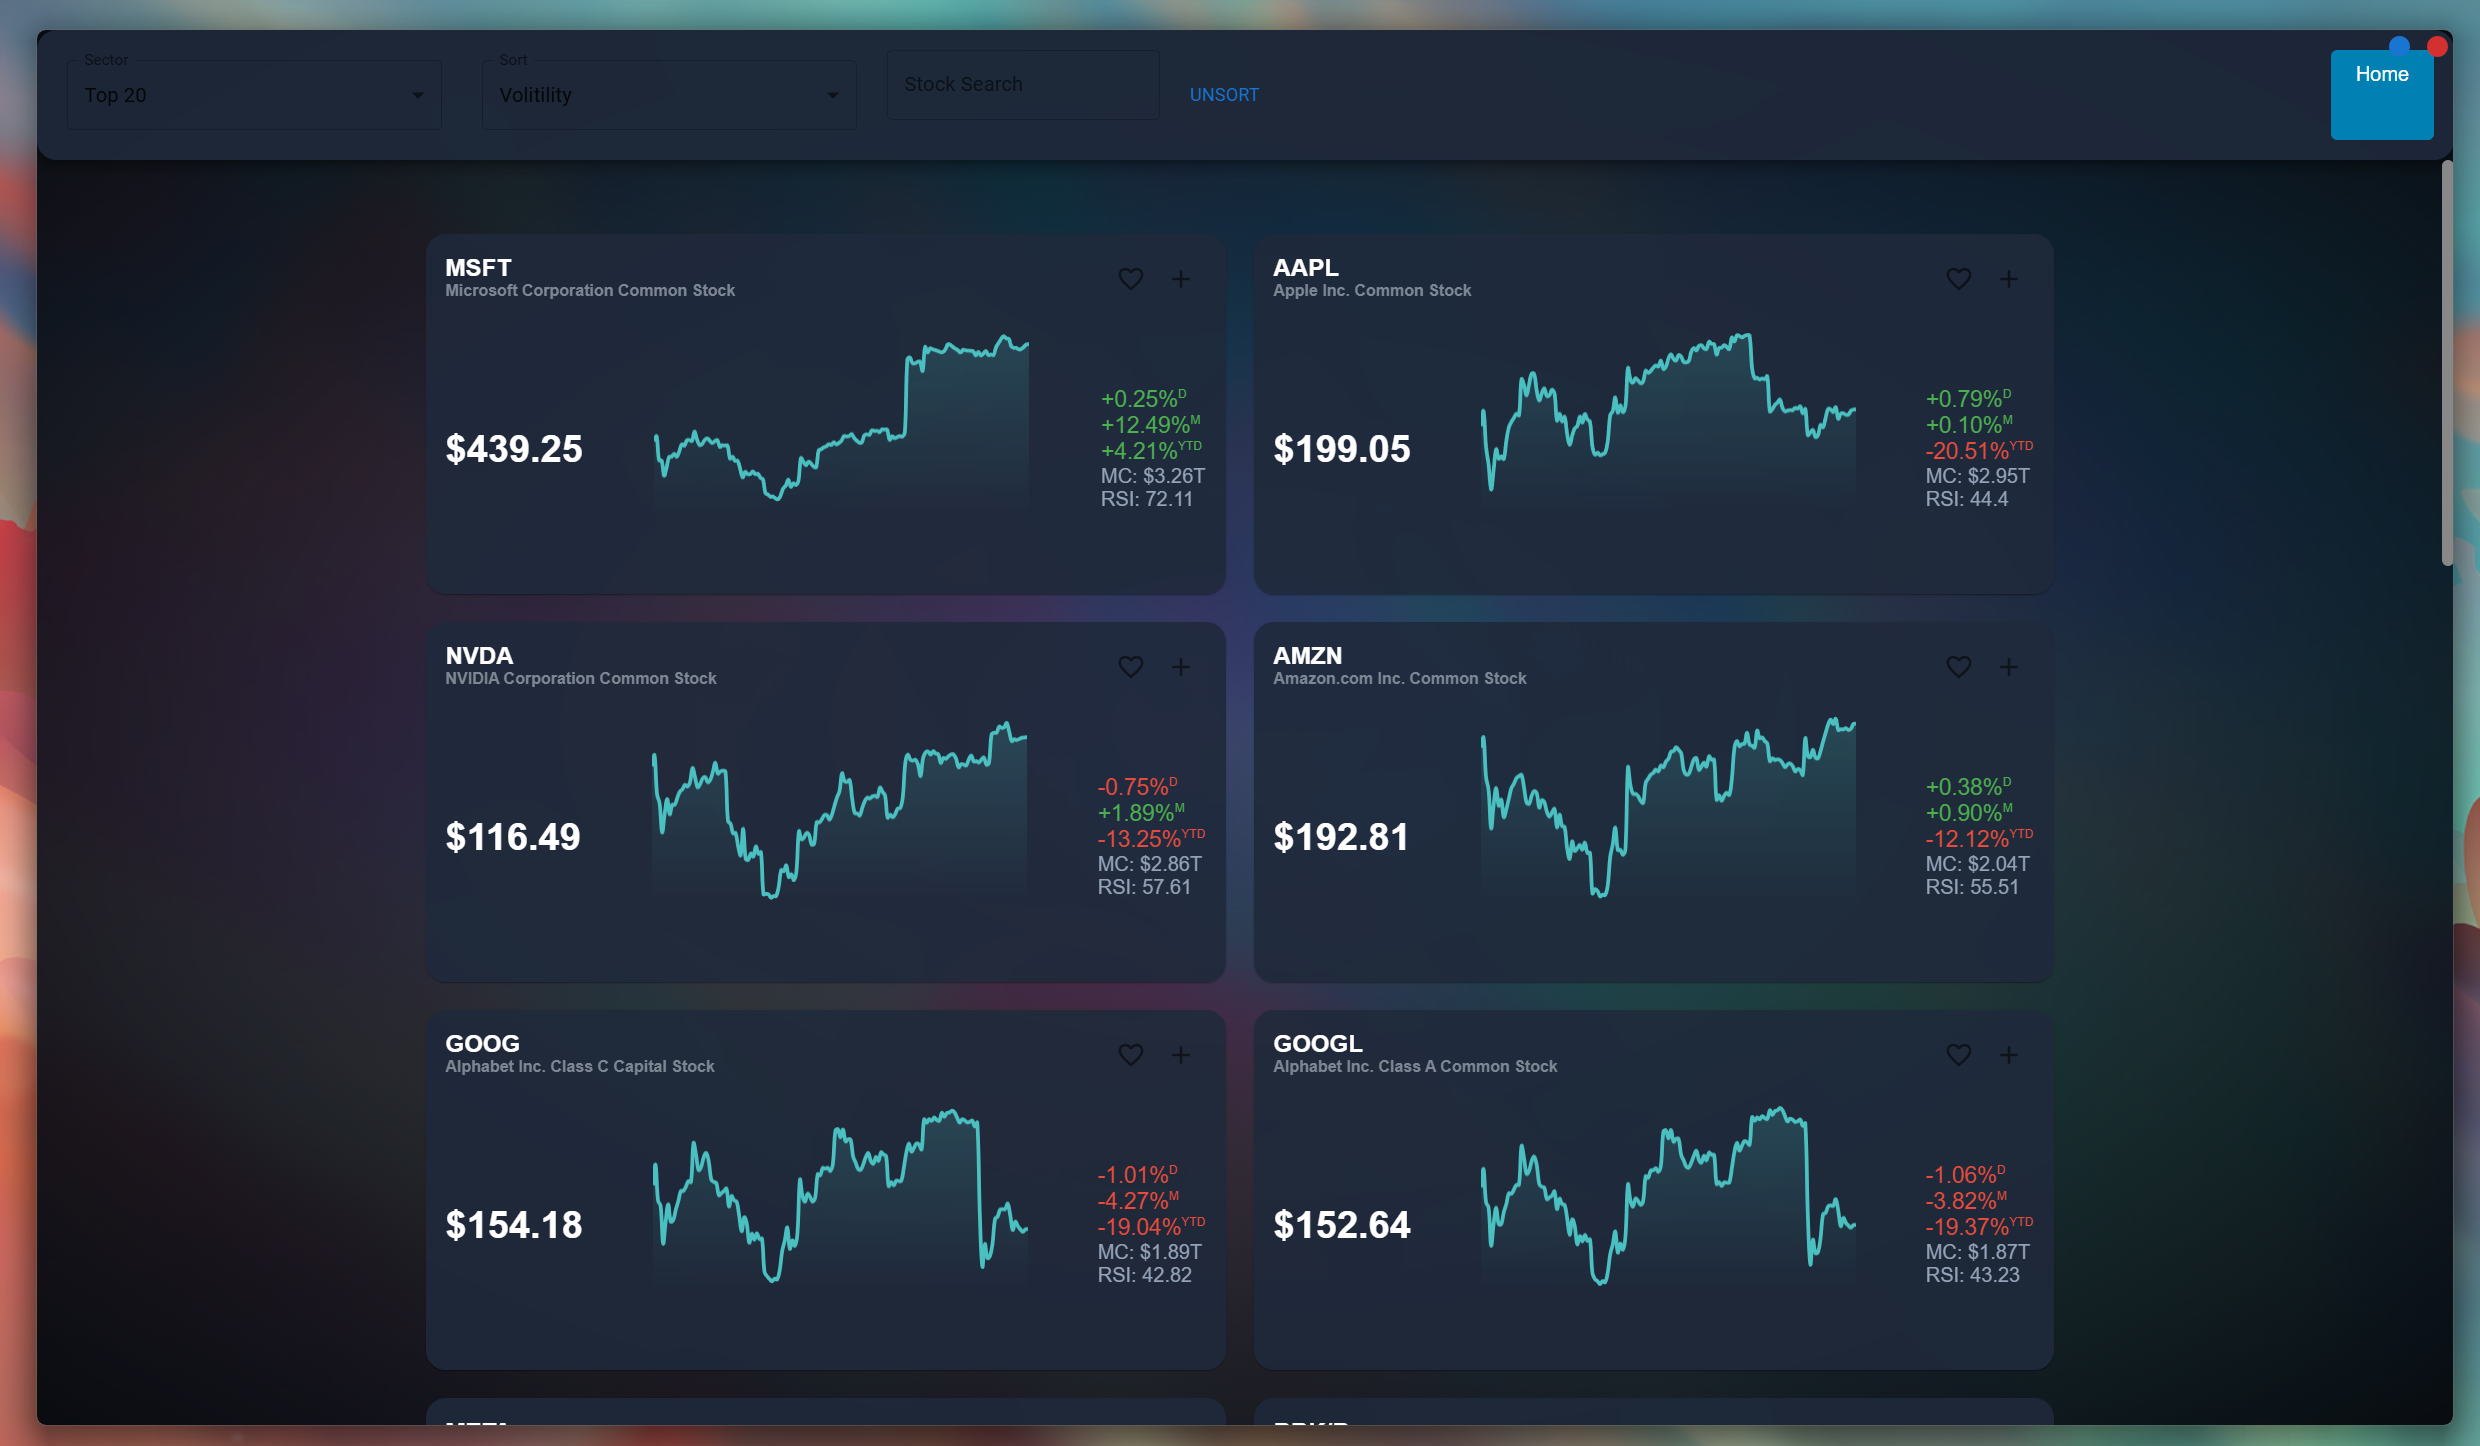 Sector
Top 20
Sort
Volitility
Stock Search
UNSORT
Home
MSFT
Microsoft Corporation Common Stock
$439.25
+0.25%D
+12.49%M
+4.21%YTD
MC: $3.26T
RSI: 72.11
AAPL
Apple Inc. Common Stock
$199.05
+0.79%D
+0.10%M
-20.51%YTD
MC: $2.95T
RSI: 44.4
NVDA
NVIDIA Corporation Common Stock
$116.49
-0.75%D
+1.89%M
-13.25%YTD
MC: $2.86T
RSI: 57.61
AMZN
Amazon.com Inc. Common Stock
$192.81
+0.38%D
+0.90%M
-12.12%YTD
MC: $2.04T
RSI: 55.51
GOOG
Alphabet Inc. Class C Capital Stock
$154.18
-1.01%D
-4.27%M
-19.04%YTD
MC: $1.89T
RSI: 42.82
GOOGL
Alphabet Inc. Class A Common Stock
$152.64
-1.06%D
-3.82%M
-19.37%YTD
MC: $1.87T
RSI: 43.23